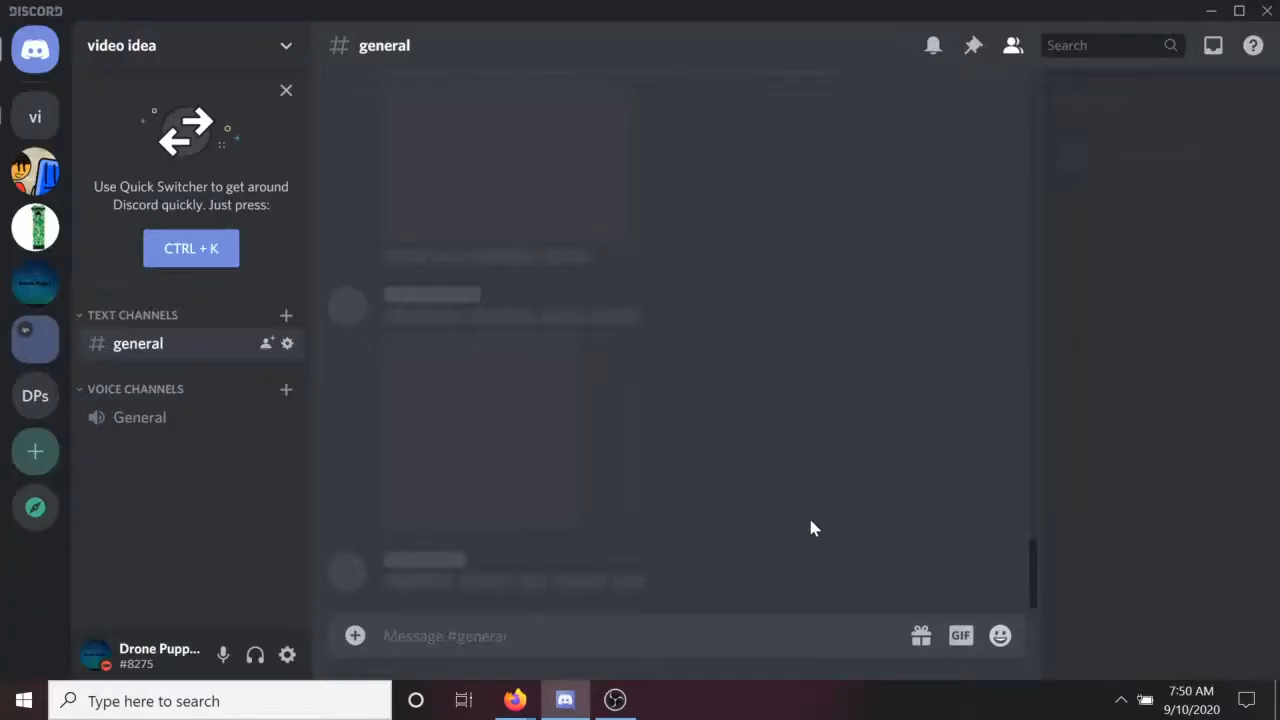 DISCORD
video idea
general
Search
vi
Use Quick Switcher to get around
Discord quickly. Just press:
CTRL + K
TEXT CHANNELS
general
VOICE CHANNELS
General
DPs
Drone Pupp...
#8275
Message #general
GIF
Type here to search
7:50 AM
9/10/2020